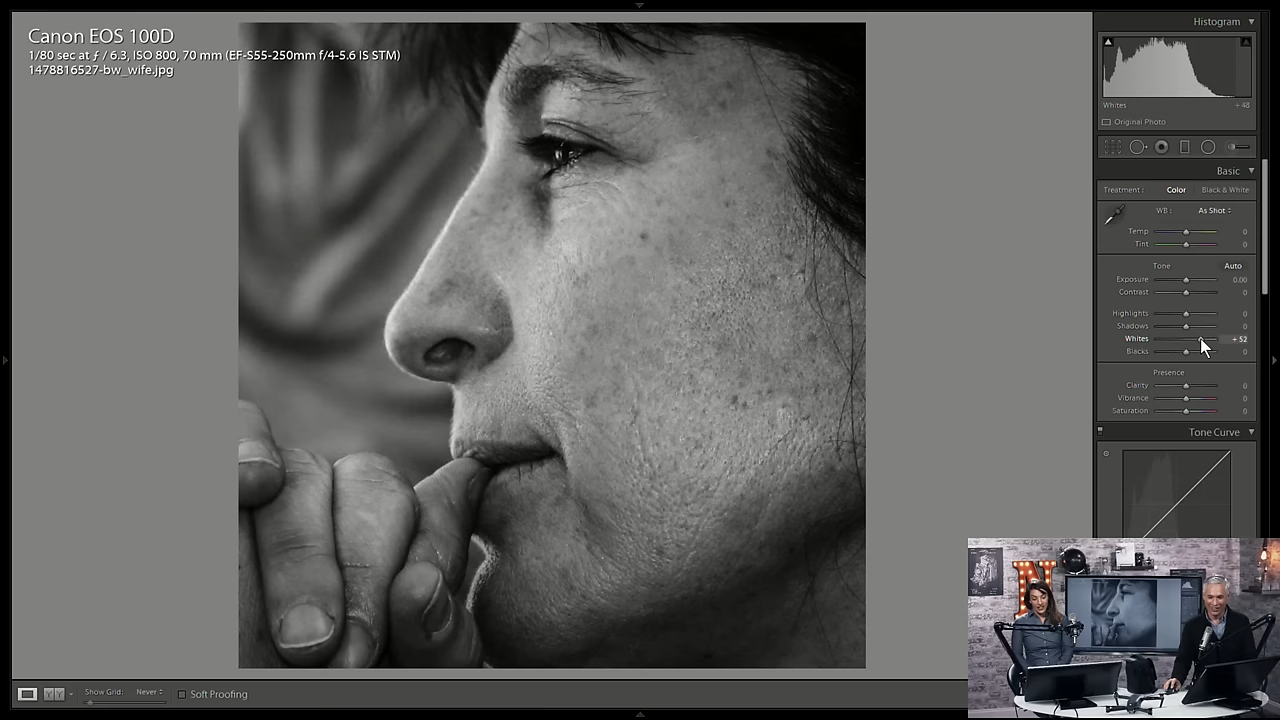 Canon EOS 100D
1/80 sec at ƒ / 6.3, ISO 800, 70 mm (EF-S55-250mm f/4-5.6 IS STM)
1478816527-bw_wife.jpg
Histogram
Whites + 48
Original Photo
Basic
Treatment : Color Black & White
WB : As Shot
Temp 0
Tint 0
Tone Auto
Exposure 0.00
Contrast 0
Highlights 0
Shadows 0
Whites + 52
Blacks 0
Presence
Clarity 0
Vibrance 0
Saturation 0
Tone Curve
N
Y Y Show Grid: Never Soft Proofing